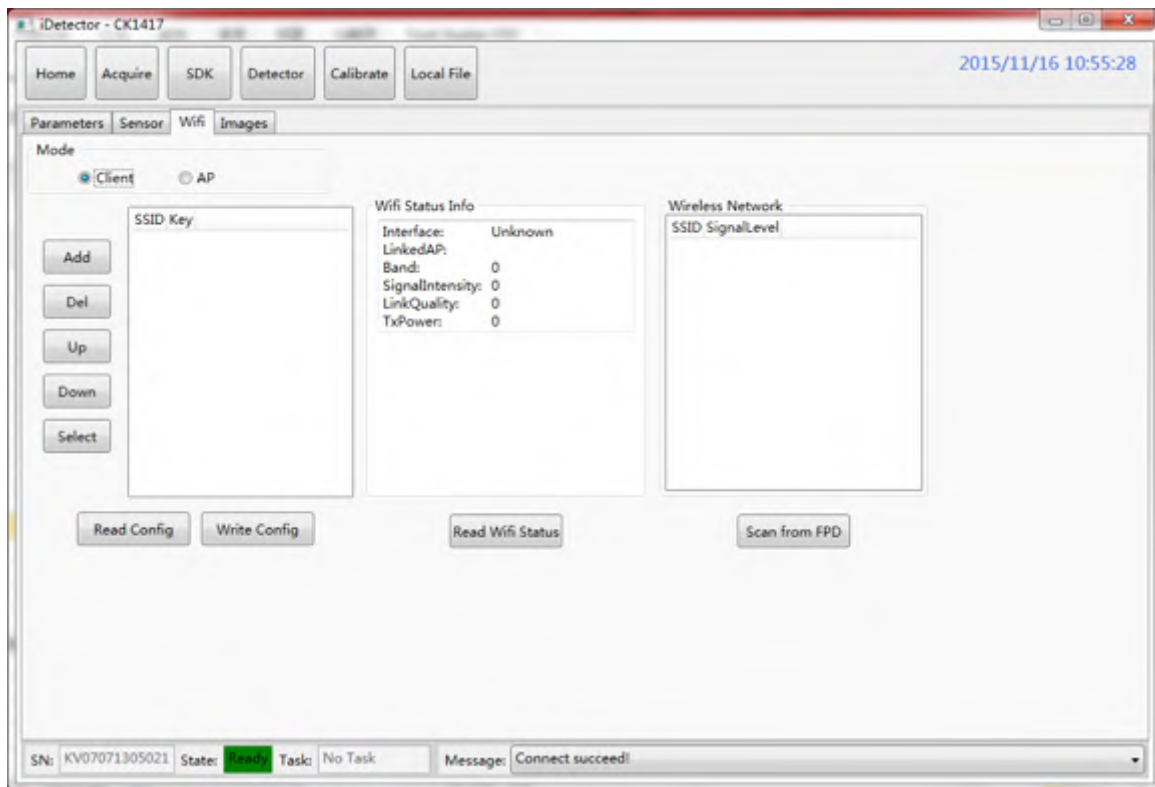 iDetector - CK1417
Home Acquire SDK Detector Calibrate Local File
2015/11/16 10:55:28
Parameters Sensor Wifi Images
Mode
Client AP
SSID Key
Add
Del
Up
Down
Select
Read Config Write Config
Wifi Status Info
Interface: Unknown
LinkedAP:
Band: 0
SignalIntensity: 0
LinkQuality: 0
TxPower: 0
Read Wifi Status
Wireless Network
SSID SignalLevel
Scan from FPD
SN: KV07071305021 State: Ready Task: No Task Message: Connect succeed!